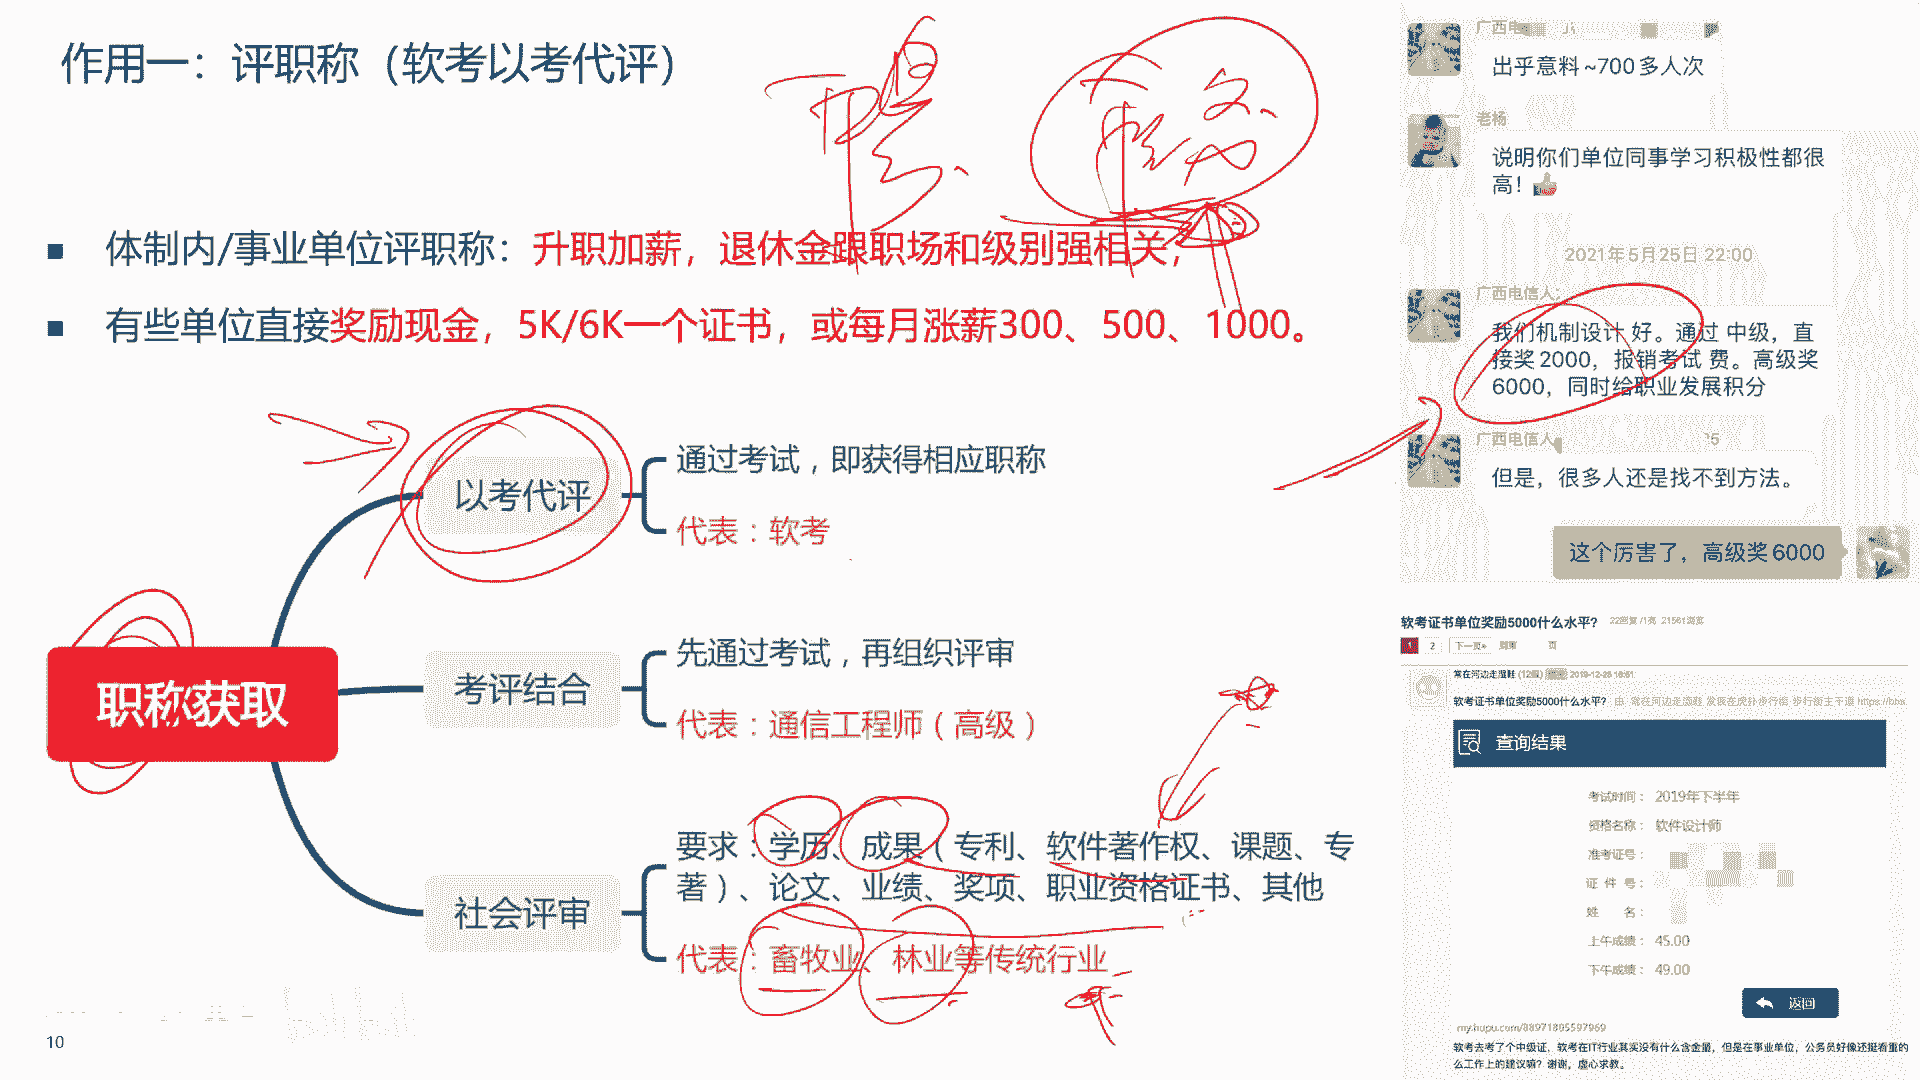 作用一：评职称（软考以考代评）
体制内/事业单位评职称：升职加薪，退休金跟职场和级别强相关，
有些单位直接奖励现金，5K/6K一个证书，或每月涨薪300、500、1000。
职称获取
以考代评
通过考试，即获得相应职称
代表：软考
考评结合
先通过考试，再组织评审
代表：通信工程师（高级）
社会评审
要求：学历、成果（专利、软件著作权、课题、专
著）、论文、业绩、奖项、职业资格证书、其他
代表：畜牧业、林业等传统行业
10
广西电
出乎意料~700多人次
老杨
说明你们单位同事学习积极性都很
高！
2021年5月25日 22:00
广西电信人
我们机制设计 好。通过 中级，直
接奖2000，报销考试 费。高级奖
6000，同时给职业发展积分
广西电信人
但是，很多人还是找不到方法。
这个厉害了，高级奖6000
软考证书单位奖励5000什么水平？
1 2 下一页» 到第 页
常在河边走湿鞋
软考证书单位奖励5000什么水平？
查询结果
考试时间： 2019年下半年
资格名称： 软件设计师
准考证号：
证 件 号：
姓 名：
上午成绩： 45.00
下午成绩： 49.00
返回
my.hupu.com/88971805597969
软考去考了个中级证，软考在IT行业其实没有什么含金量，但是在事业单位，公务员好像还挺看重的
么工作上的建议嘛？谢谢，虚心求教。